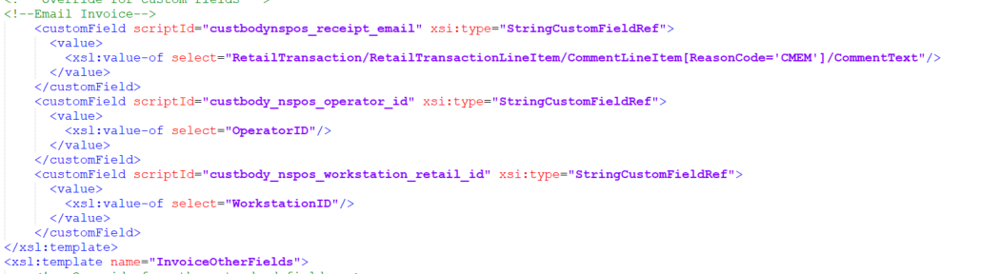 <!--Email Invoice-->
<customField scriptId="custbodynspos_receipt_email" xsi:type="StringCustomFieldRef">
<value>
<xsl:value-of select="RetailTransaction/RetailTransactionLineItem/CommentLineItem[ReasonCode='CMEM']/CommentText"/>
</value>
</customField>
<customField scriptId="custbody_nspos_operator_id" xsi:type="StringCustomFieldRef">
<value>
<xsl:value-of select="OperatorID"/>
</value>
</customField>
<customField scriptId="custbody_nspos_workstation_retail_id" xsi:type="StringCustomFieldRef">
<value>
<xsl:value-of select="WorkstationID"/>
</value>
</customField>
</xsl:template>
<xsl:template name="InvoiceOtherFields">